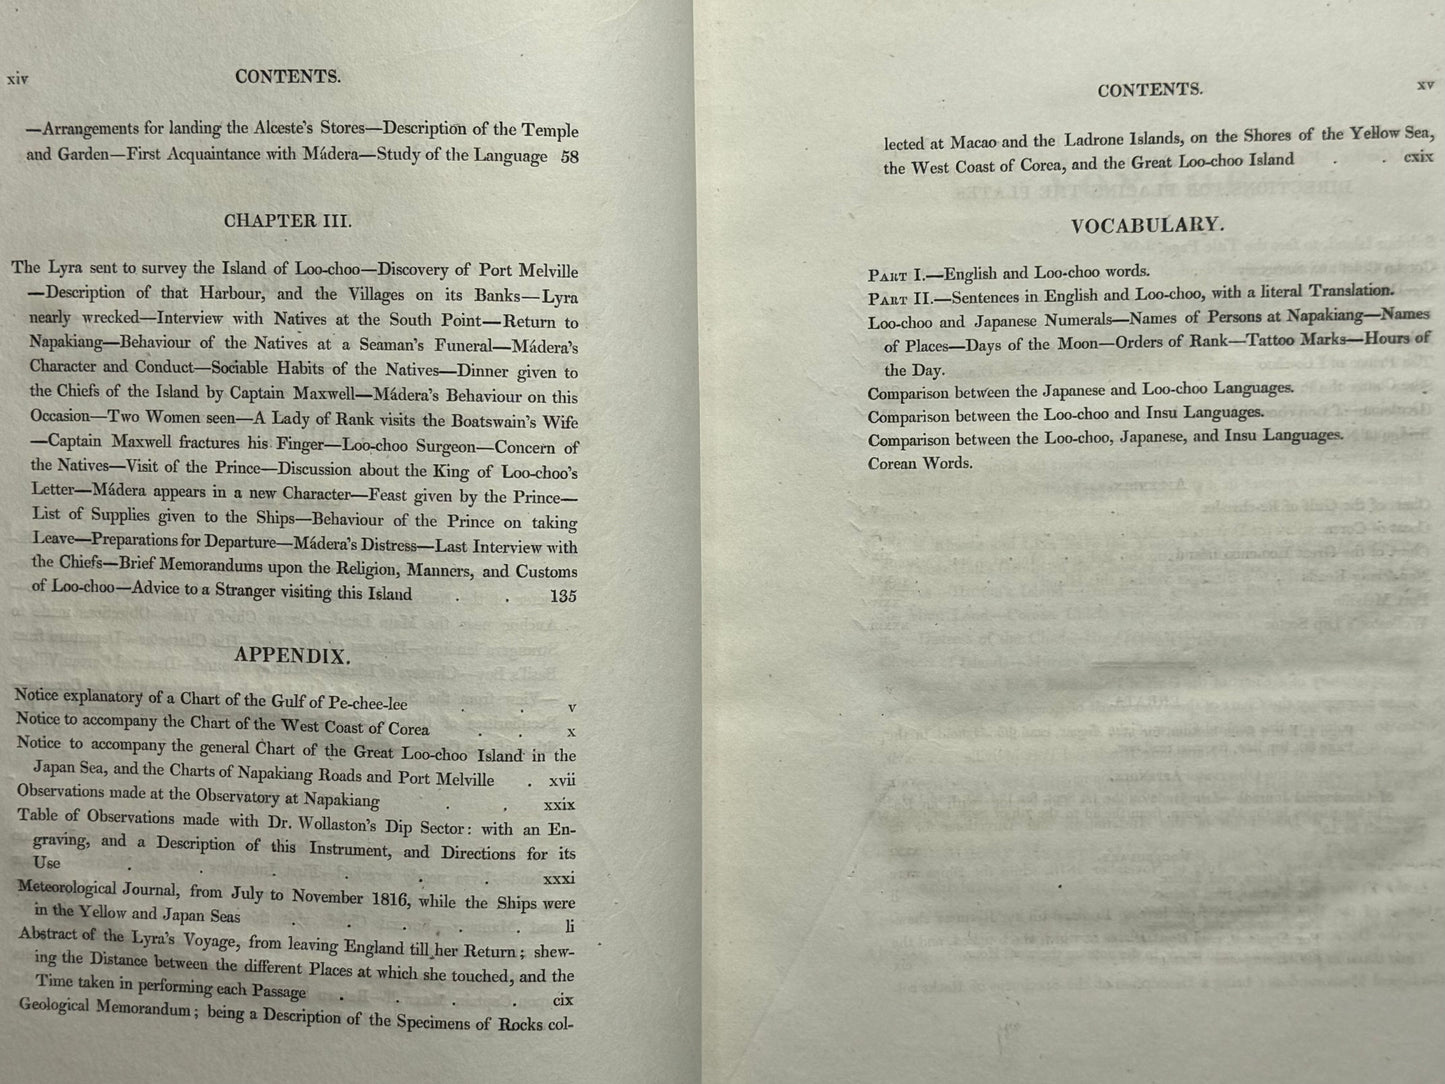 xiv
CONTENTS.
—Arrangements for landing the Alceste's Stores—Description of the Temple
and Garden—First Acquaintance with Mádera—Study of the Language 58
CHAPTER III.
The Lyra sent to survey the Island of Loo-choo—Discovery of Port Melville
—Description of that Harbour, and the Villages on its Banks—Lyra
nearly wrecked—Interview with Natives at the South Point—Return to
Napakiang—Behaviour of the Natives at a Seaman's Funeral—Mádera's
Character and Conduct—Sociable Habits of the Natives—Dinner given to
the Chiefs of the Island by Captain Maxwell—Mádera's Behaviour on this
Occasion—Two Women seen—A Lady of Rank visits the Boatswain's Wife
—Captain Maxwell fractures his Finger—Loo-choo Surgeon—Concern of
the Natives—Visit of the Prince—Discussion about the King of Loo-choo's
Letter—Mádera appears in a new Character—Feast given by the Prince—
List of Supplies given to the Ships—Behaviour of the Prince on taking
Leave—Preparations for Departure—Mádera's Distress—Last Interview with
the Chiefs—Brief Memorandums upon the Religion, Manners, and Customs
of Loo-choo—Advice to a Stranger visiting this Island . . 135
APPENDIX.
Notice explanatory of a Chart of the Gulf of Pe-chee-lee . . v
Notice to accompany the Chart of the West Coast of Corea . . x
Notice to accompany the general Chart of the Great Loo-choo Island in the
Japan Sea, and the Charts of Napakiang Roads and Port Melville . xvii
Observations made at the Observatory at Napakiang . . xxix
Table of Observations made with Dr. Wollaston's Dip Sector: with an En-
graving, and a Description of this Instrument, and Directions for its
Use . . . . . . xxxi
Meteorological Journal, from July to November 1816, while the Ships were
in the Yellow and Japan Seas . . . . . li
Abstract of the Lyra's Voyage, from leaving England till her Return; shew-
ing the Distance between the different Places at which she touched, and the
Time taken in performing each Passage . . . . cix
Geological Memorandum; being a Description of the Specimens of Rocks col-
CONTENTS.
xv
lected at Macao and the Ladrone Islands, on the Shores of the Yellow Sea,
the West Coast of Corea, and the Great Loo-choo Island . . cxix
VOCABULARY.
PART I.—English and Loo-choo words.
PART II.—Sentences in English and Loo-choo, with a literal Translation.
Loo-choo and Japanese Numerals—Names of Persons at Napakiang—Names
of Places—Days of the Moon—Orders of Rank—Tattoo Marks—Hours of
the Day.
Comparison between the Japanese and Loo-choo Languages.
Comparison between the Loo-choo and Insu Languages.
Comparison between the Loo-choo, Japanese, and Insu Languages.
Corean Words.